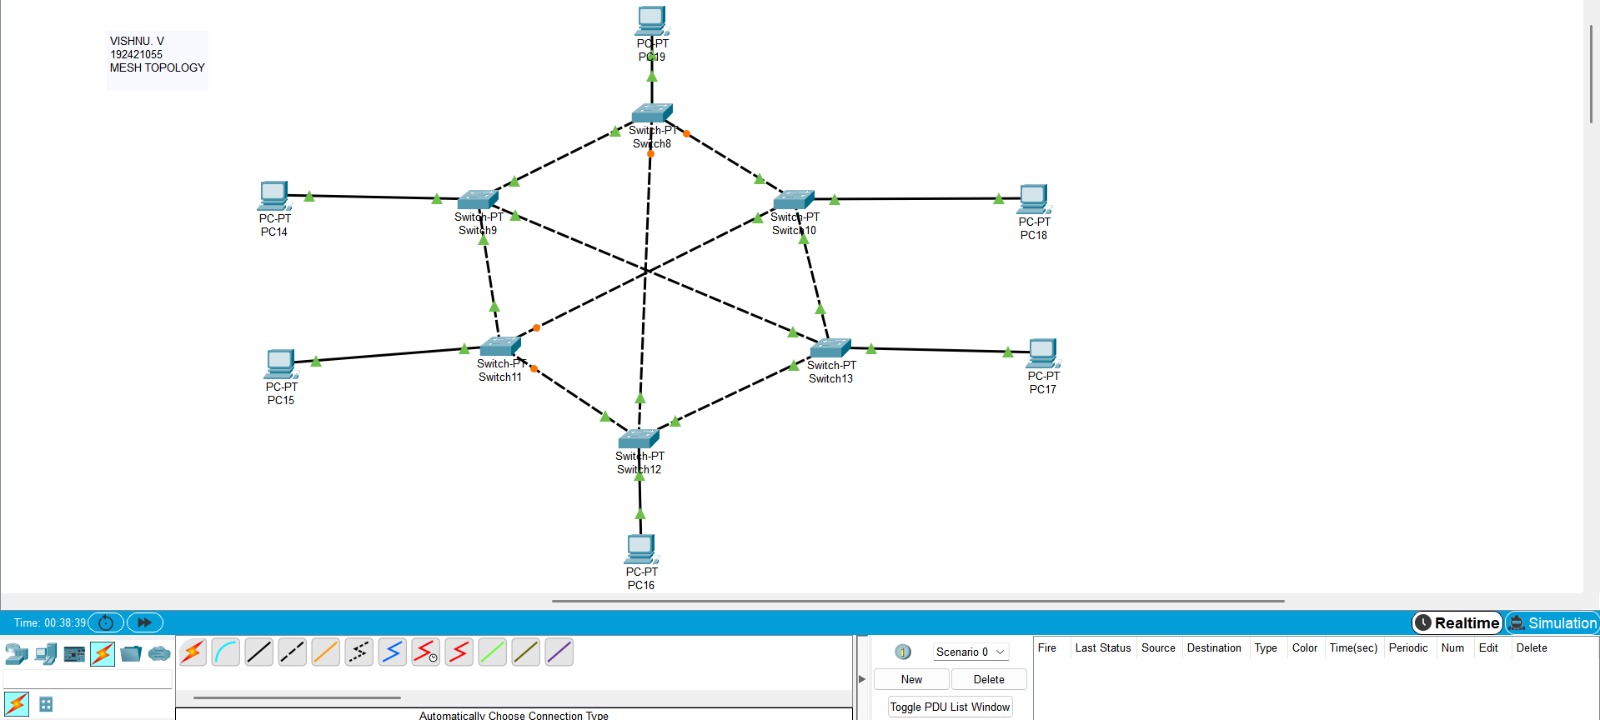 VISHNU. V
192421055
MESH TOPOLOGY
PC-PT
PC19
Switch-PT
Switch8
PC-PT
PC14
Switch-PT
Switch9
Switch-PT
Switch10
PC-PT
PC18
PC-PT
PC15
Switch-PT
Switch11
Switch-PT
Switch13
PC-PT
PC17
Switch-PT
Switch12
PC-PT
PC16
Time: 00:38:39
Realtime
Simulation
Scenario 0
New
Delete
Toggle PDU List Window
Fire Last Status Source Destination Type Color Time(sec) Periodic Num Edit Delete
Automatically Choose Connection Type